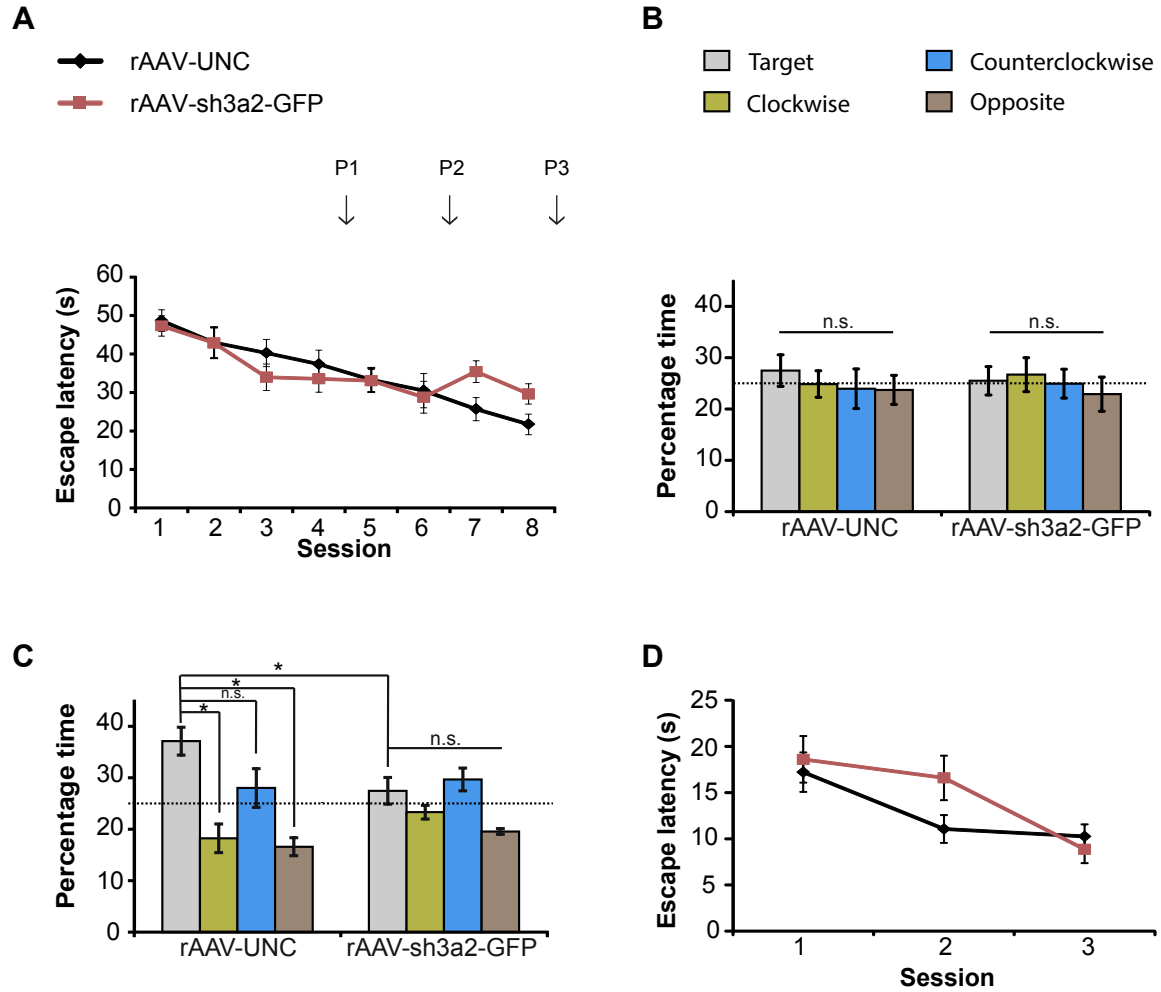 A
rAAV-UNC
rAAV-sh3a2-GFP
P1 P2 P3
Escape latency (s)
60
50
40
30
20
10
0
1 2 3 4 5 6 7 8
Session
B
Target
Counterclockwise
Clockwise
Opposite
Percentage time
40
30
20
10
0
n.s. n.s.
rAAV-UNC rAAV-sh3a2-GFP
C
Percentage time
40
30
20
10
0
*
*
n.s.
*
n.s.
rAAV-UNC rAAV-sh3a2-GFP
D
Escape latency (s)
25
20
15
10
5
0
1 2 3
Session